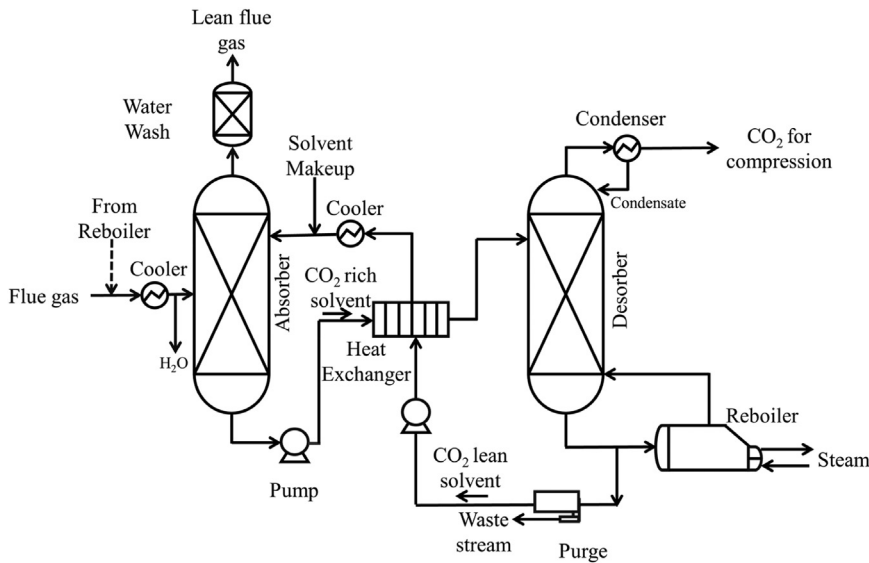 Lean flue
gas
Water
Wash
Condenser
CO₂ for
compression
Solvent
Makeup
Condensate
From
Reboiler
Cooler
Cooler
CO₂ rich
solvent
Flue gas
Absorber
Desorber
H₂O
Heat
Exchanger
Reboiler
CO₂ lean
solvent
Steam
Pump
Waste
stream
Purge